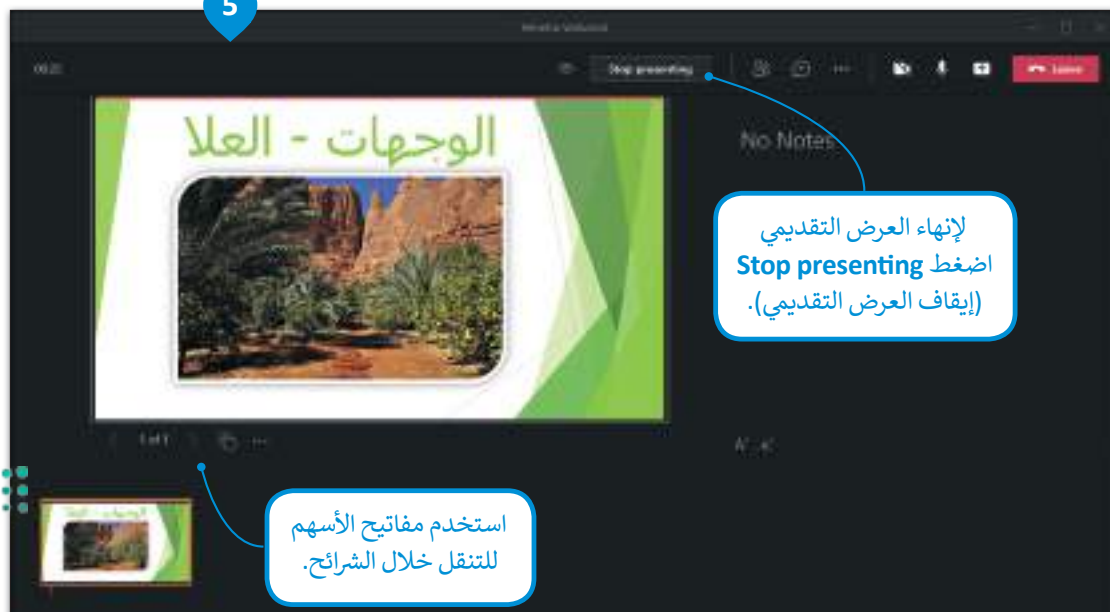 5
Stop presenting
Leave
الوجهات - العلا
No Notes
لإنهاء العرض التقديمي
اضغط Stop presenting
(إيقاف العرض التقديمي).
1 of 1
استخدم مفاتيح الأسهم
للتنقل خلال الشرائح.